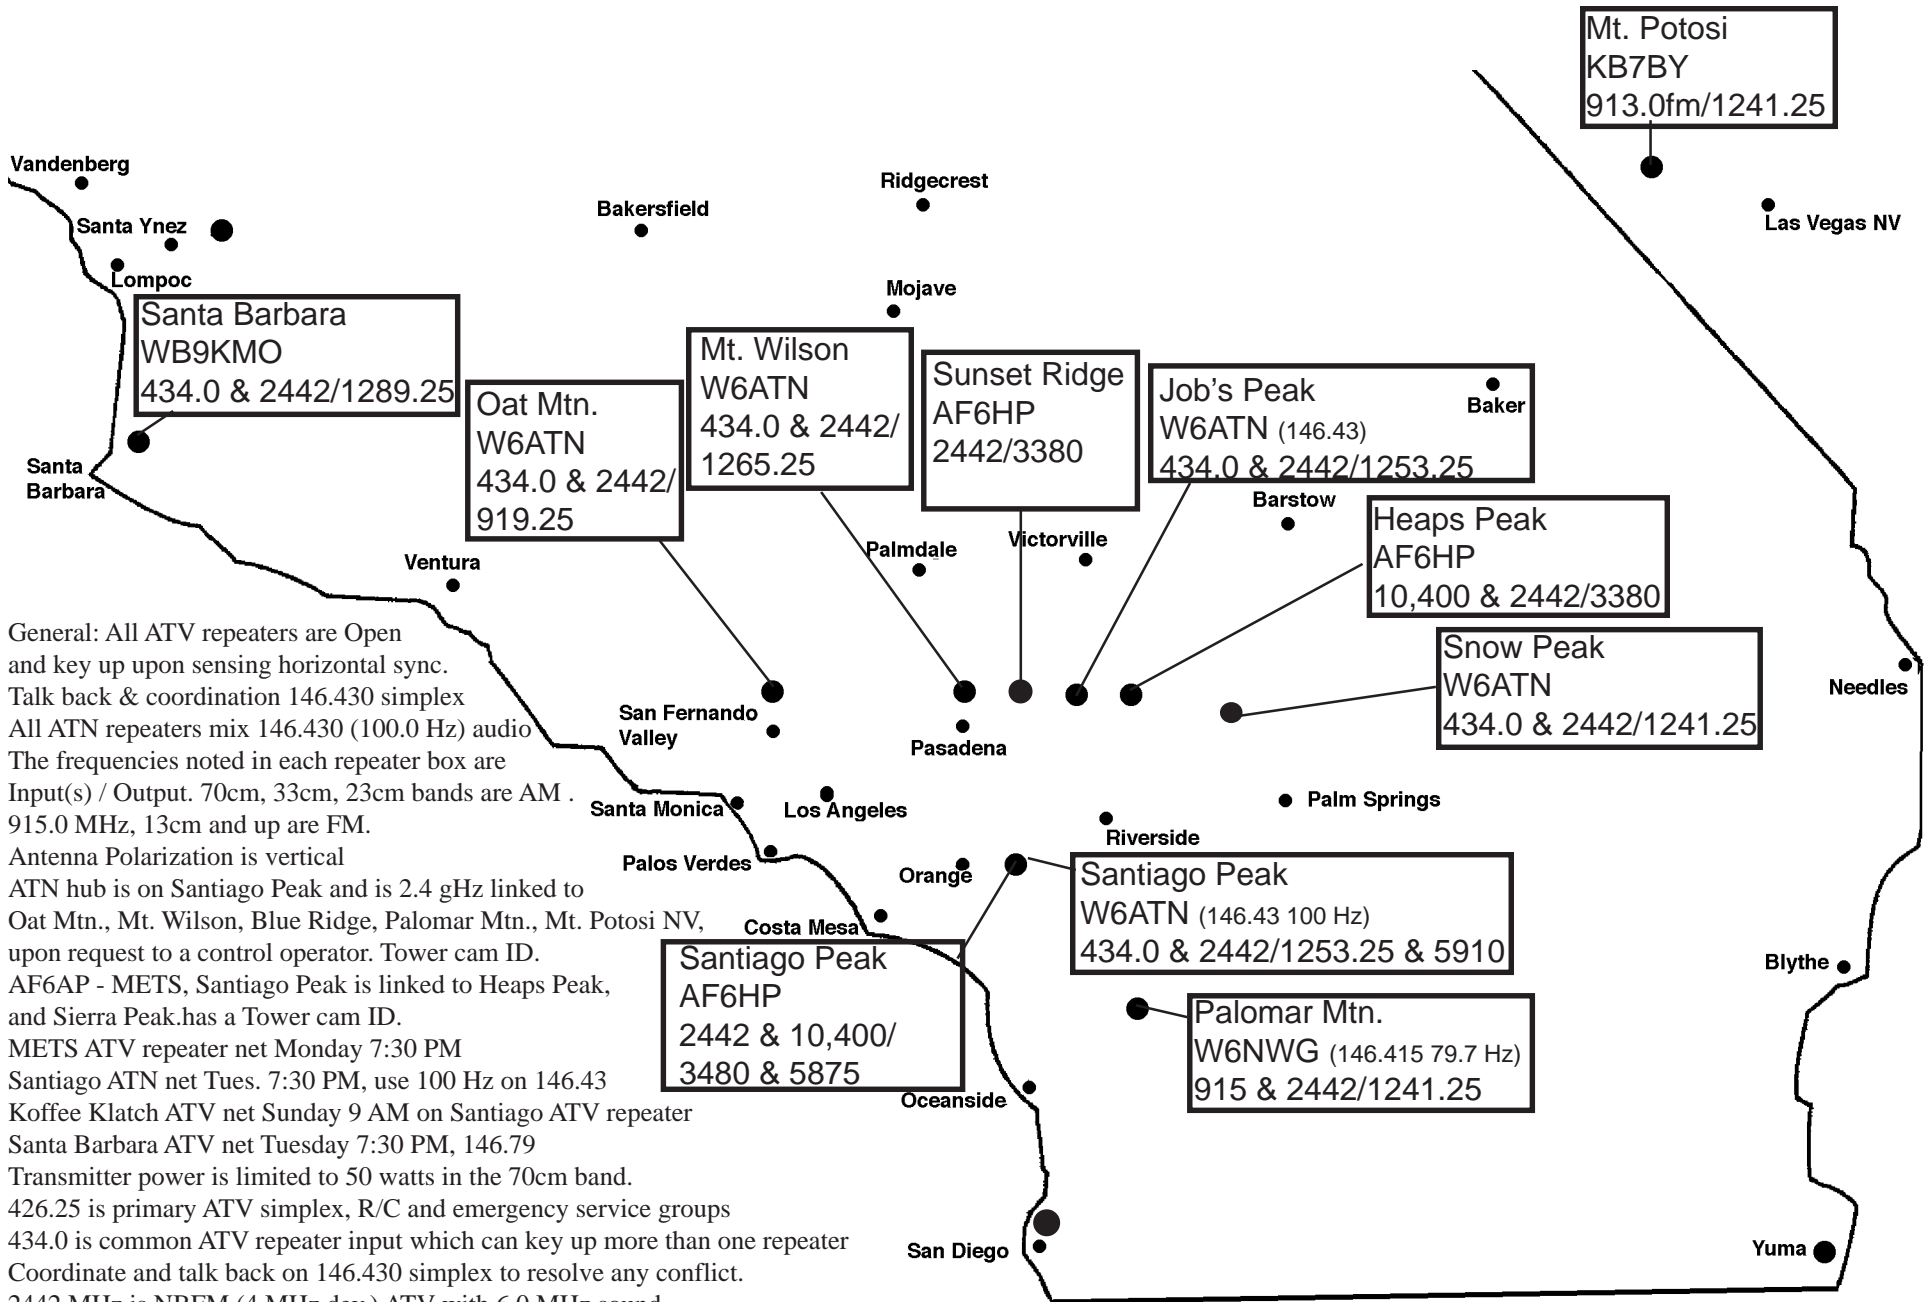 Mt. Potosi
KB7BY
913.0fm/1241.25
Vandenberg
Ridgecrest
Bakersfield
Santa Ynez
Las Vegas NV
Lompoc
Mojave
Santa Barbara
WB9KMO
434.0 & 2442/1289.25
Oat Mtn.
W6ATN
434.0 & 2442/
919.25
Mt. Wilson
W6ATN
434.0 & 2442/
1265.25
Sunset Ridge
AF6HP
2442/3380
Job's Peak
W6ATN (146.43)
434.0 & 2442/1253.25
Baker
Santa
Barbara
Barstow
Heaps Peak
AF6HP
10,400 & 2442/3380
Ventura
Palmdale
Victorville
Snow Peak
W6ATN
434.0 & 2442/1241.25
Needles
San Fernando
Valley
Pasadena
Santa Monica
Los Angeles
Palm Springs
Riverside
Palos Verdes
Orange
Costa Mesa
Santiago Peak
W6ATN (146.43 100 Hz)
434.0 & 2442/1253.25 & 5910
Santiago Peak
AF6HP
2442 & 10,400/
3480 & 5875
Blythe
Palomar Mtn.
W6NWG (146.415 79.7 Hz)
915 & 2442/1241.25
Oceanside
San Diego
Yuma
General: All ATV repeaters are Open
and key up upon sensing horizontal sync.
Talk back & coordination 146.430 simplex
All ATN repeaters mix 146.430 (100.0 Hz) audio
The frequencies noted in each repeater box are
Input(s) / Output. 70cm, 33cm, 23cm bands are AM .
915.0 MHz, 13cm and up are FM.
Antenna Polarization is vertical
ATN hub is on Santiago Peak and is 2.4 gHz linked to
Oat Mtn., Mt. Wilson, Blue Ridge, Palomar Mtn., Mt. Potosi NV,
upon request to a control operator. Tower cam ID.
AF6AP - METS, Santiago Peak is linked to Heaps Peak,
and Sierra Peak.has a Tower cam ID.
METS ATV repeater net Monday 7:30 PM
Santiago ATN net Tues. 7:30 PM, use 100 Hz on 146.43
Koffee Klatch ATV net Sunday 9 AM on Santiago ATV repeater
Santa Barbara ATV net Tuesday 7:30 PM, 146.79
Transmitter power is limited to 50 watts in the 70cm band.
426.25 is primary ATV simplex, R/C and emergency service groups
434.0 is common ATV repeater input which can key up more than one repeater
Coordinate and talk back on 146.430 simplex to resolve any conflict.
2442 MHz is NBFM (4 MHz dev.) ATV with 6.0 MHz sound